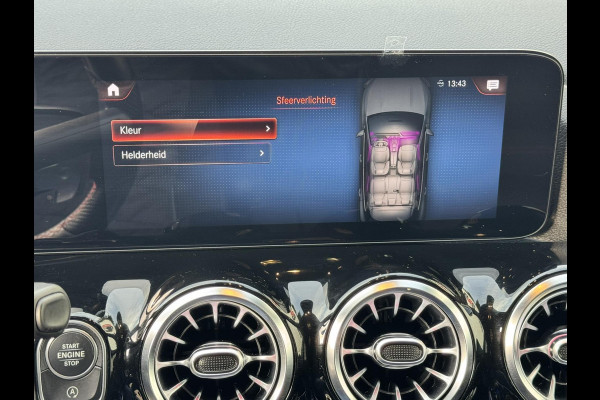 13:43
Sfeerverlichting
Kleur
Helderheid
START
ENGINE
STOP
A